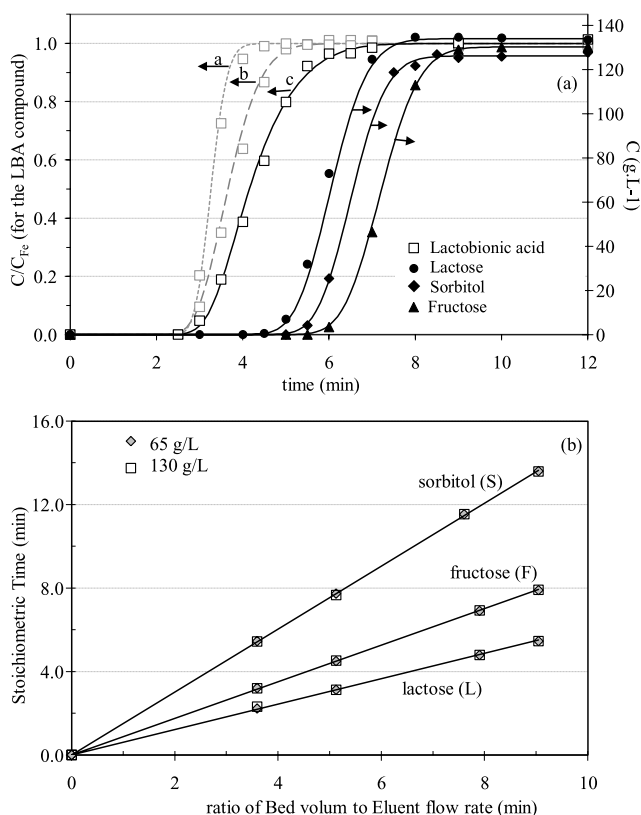 1.0
0.8
0.6
0.4
0.2
0.0
C/C_Fe (for the LBA compound)
a
b
c
(a)
140
120
100
80
60
40
20
0
C (g.L-1)
Lactobionic acid
Lactose
Sorbitol
Fructose
0 2 4 6 8 10 12
time (min)
16.0
12.0
8.0
4.0
0.0
Stoichiometric Time (min)
65 g/L
130 g/L
(b)
sorbitol (S)
fructose (F)
lactose (L)
0 2 4 6 8 10
ratio of Bed volum to Eluent flow rate (min)